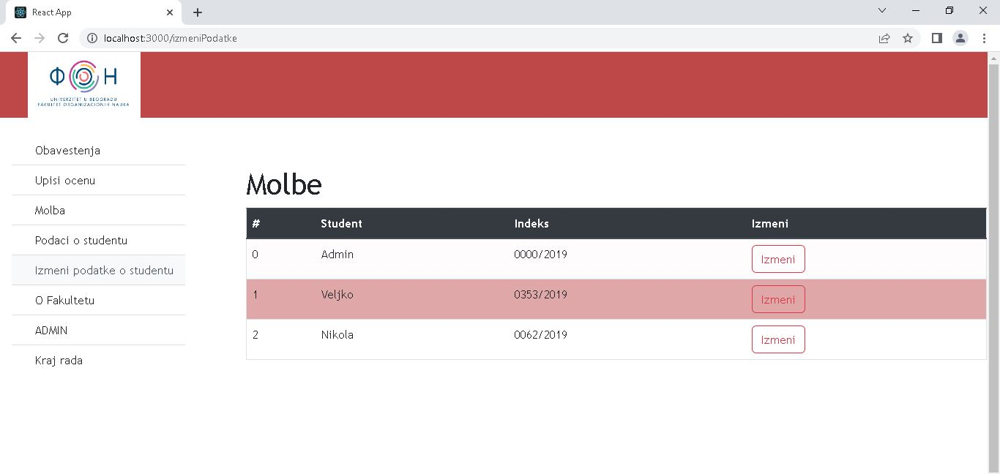 React App
localhost:3000/izmeniPodatke
ФОН
UNIVERZITET U BEOGRADU
FAKULTET ORGANIZACIONIH NAUKA
Obavestenja
Upisi ocenu
Molba
Podaci o studentu
Izmeni podatke o studentu
O Fakultetu
ADMIN
Kraj rada
Molbe
# Student Indeks Izmeni
0 Admin 0000/2019 Izmeni
1 Veljko 0353/2019 Izmeni
2 Nikola 0062/2019 Izmeni